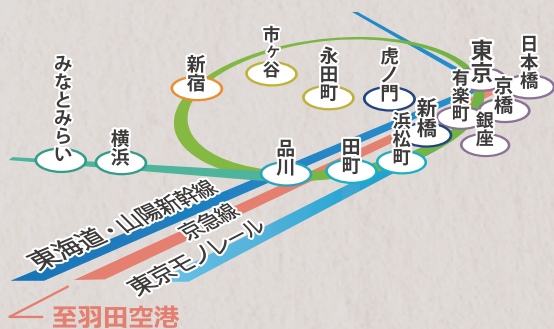 みなとみらい
横浜
新宿
市ヶ谷
永田町
虎ノ門
東京
日本橋
有楽町
京橋
新橋
銀座
浜松町
田町
品川
東海道・山陽新幹線
京急線
東京モノレール
至羽田空港